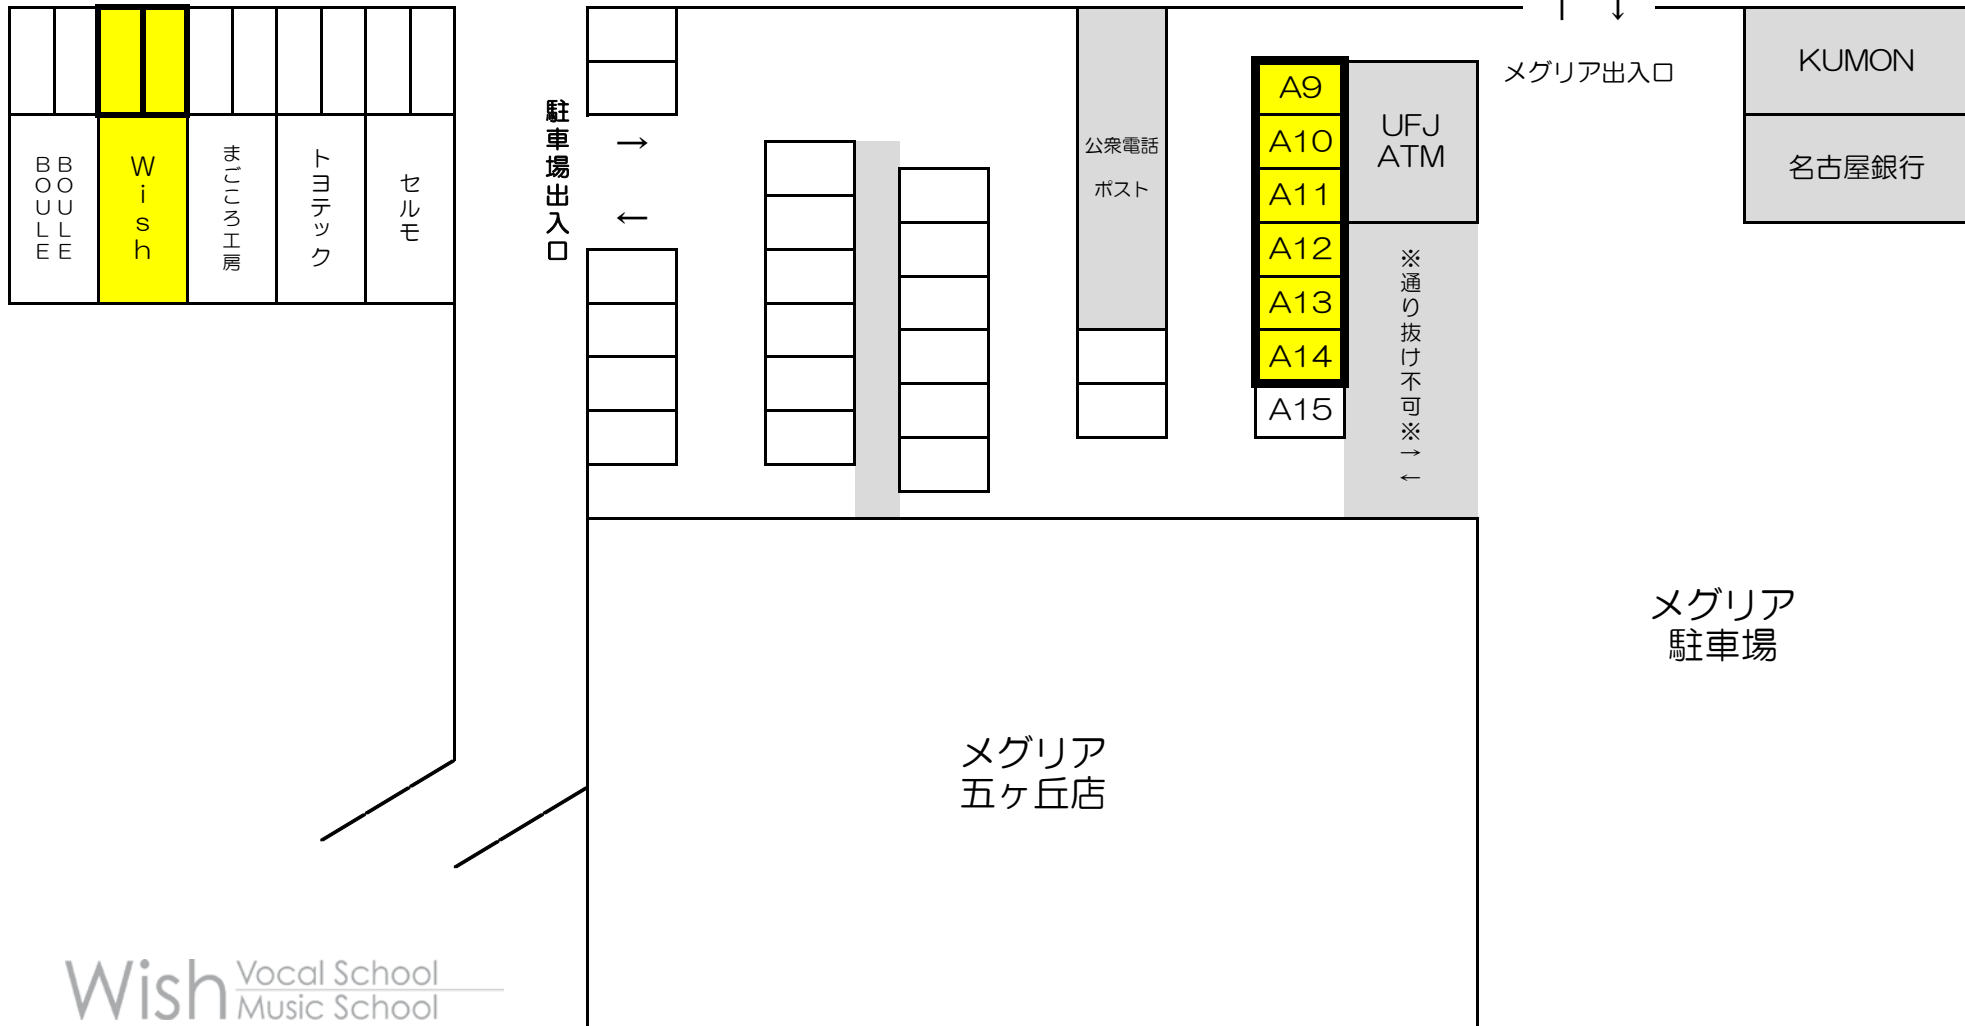 BOULE
BOULE
Wish
まごころ工房
トヨテック
セルモ
駐車場出入口
→
←
公衆電話
ポスト
A9
A10
A11
A12
A13
A14
A15
UFJ
ATM
※通り抜け不可※→←
↑ ↓
メグリア出入口
KUMON
名古屋銀行
メグリア
駐車場
メグリア
五ヶ丘店
Wish Vocal School
Music School